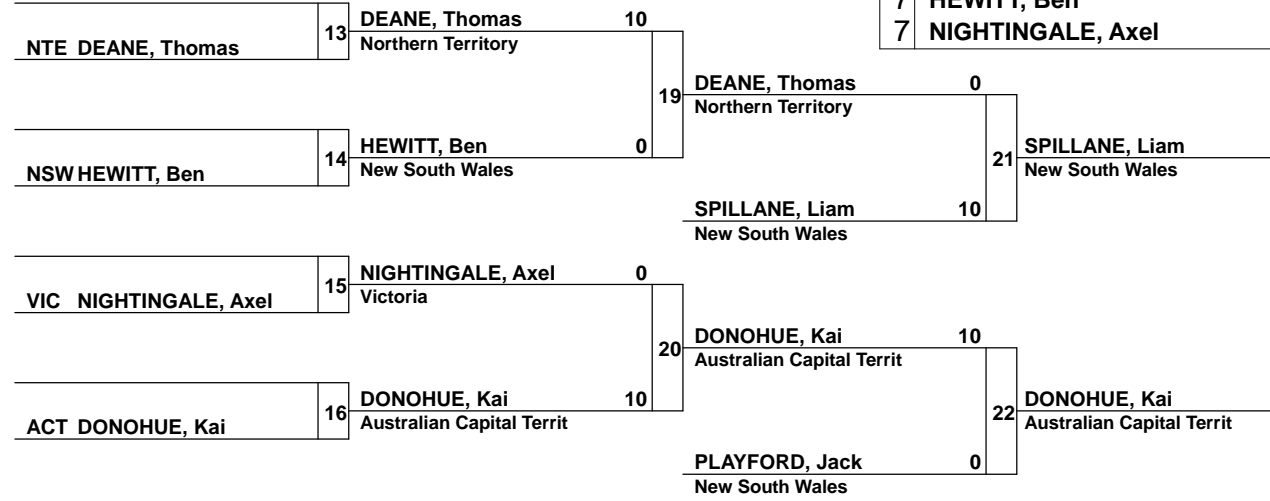 7 HEWITT, Ben
7 NIGHTINGALE, Axel
NTE DEANE, Thomas
13
DEANE, Thomas 10
Northern Territory
19
DEANE, Thomas 0
Northern Territory
NSW HEWITT, Ben
14
HEWITT, Ben 0
New South Wales
21
SPILLANE, Liam
New South Wales
SPILLANE, Liam 10
New South Wales
VIC NIGHTINGALE, Axel
15
NIGHTINGALE, Axel 0
Victoria
20
DONOHUE, Kai 10
Australian Capital Territ
ACT DONOHUE, Kai
16
DONOHUE, Kai 10
Australian Capital Territ
22
DONOHUE, Kai
Australian Capital Territ
PLAYFORD, Jack 0
New South Wales